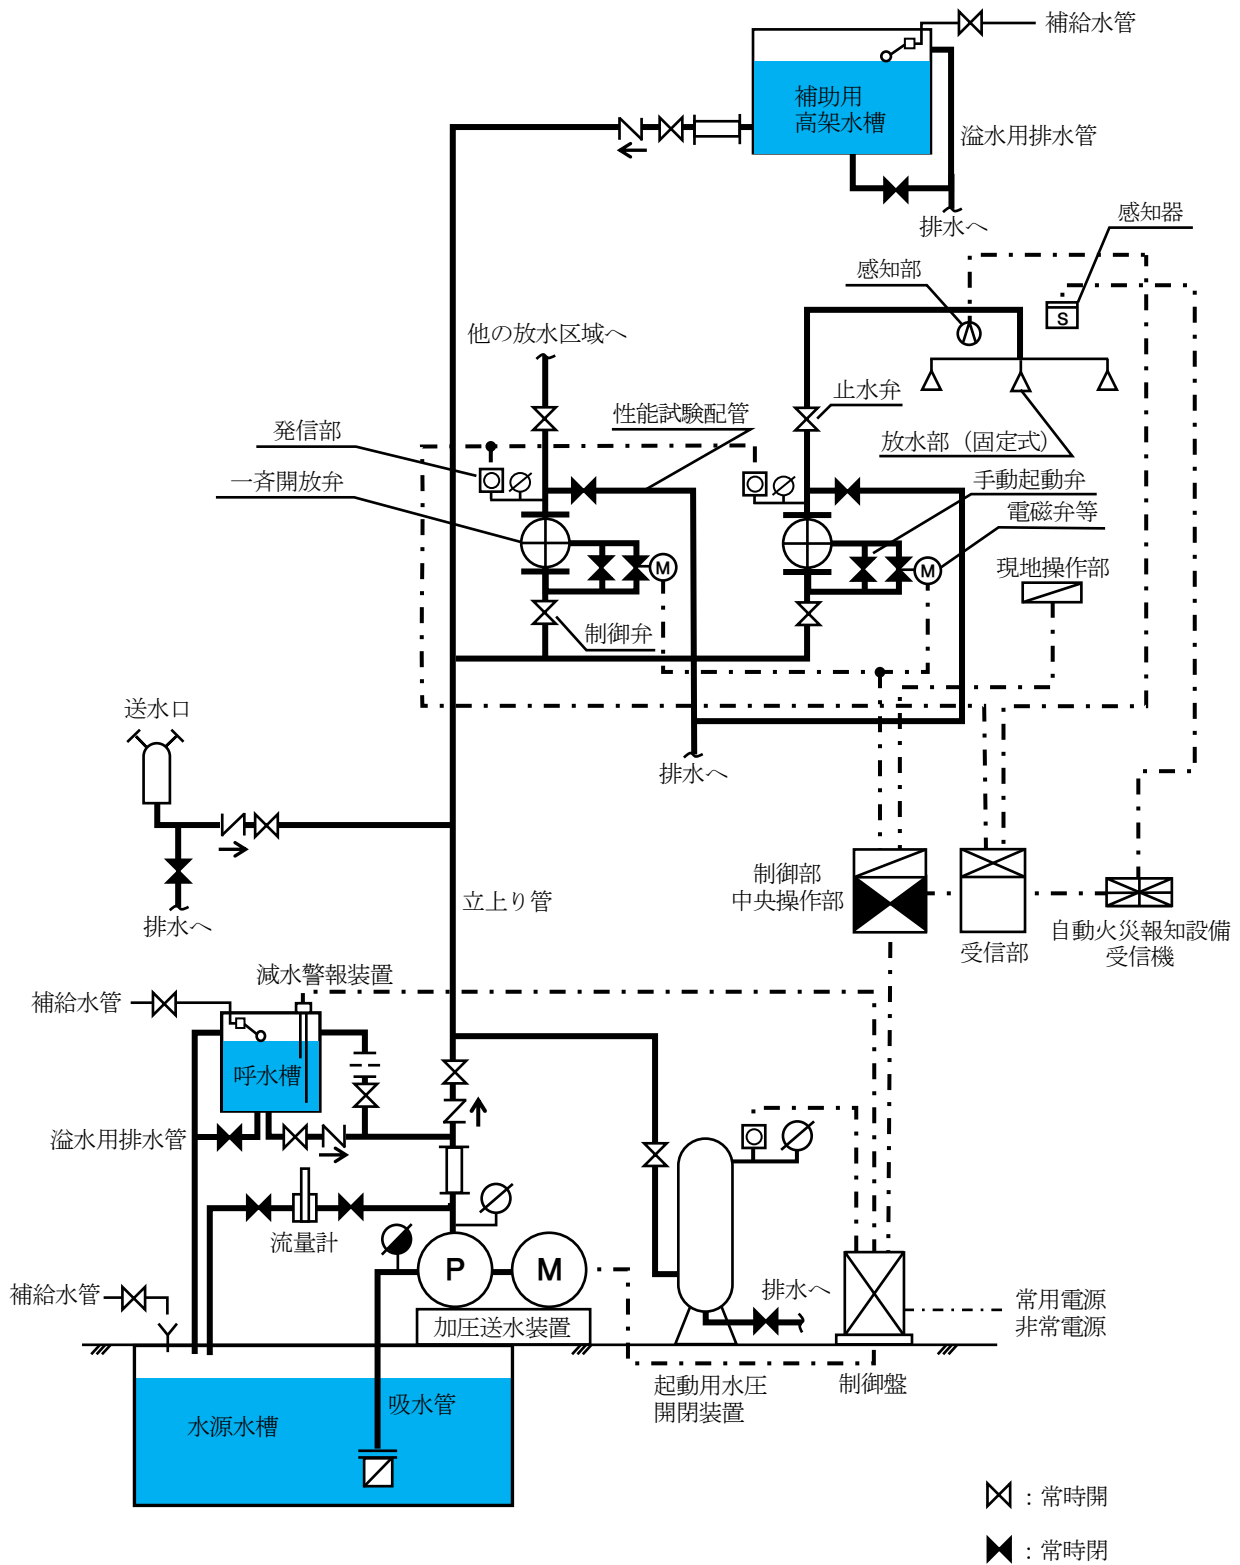 補給水管
補助用
高架水槽
溢水用排水管
排水へ
感知器
感知部
S
他の放水区域へ
止水弁
性能試験配管
発信部
放水部（固定式）
一斉開放弁
手動起動弁
電磁弁等
M
M
現地操作部
制御弁
送水口
排水へ
制御部
中央操作部
立上り管
排水へ
自動火災報知設備
受信機
受信部
減水警報装置
補給水管
呼水槽
溢水用排水管
流量計
P
M
補給水管
排水へ
常用電源
非常電源
加圧送水装置
起動用水圧
開閉装置
制御盤
吸水管
水源水槽
：常時開
：常時閉